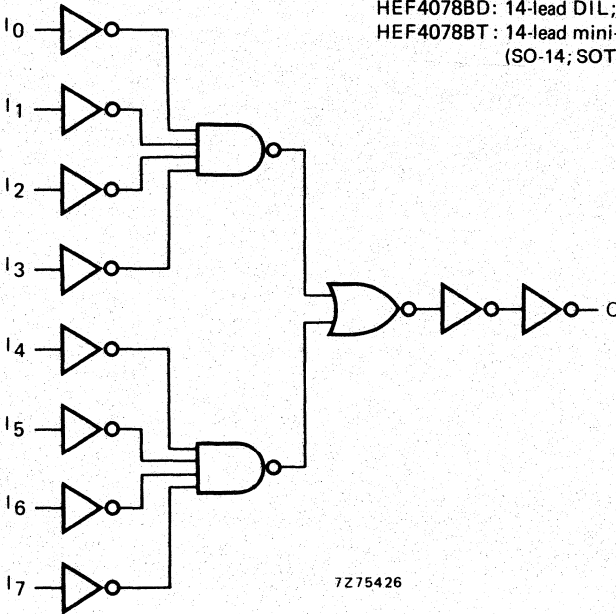 HEF4078BD: 14-lead DIL;
HEF4078BT : 14-lead mini-
(SO-14; SOT
I0
I1
I2
I3
I4
I5
I6
I7
7Z75426